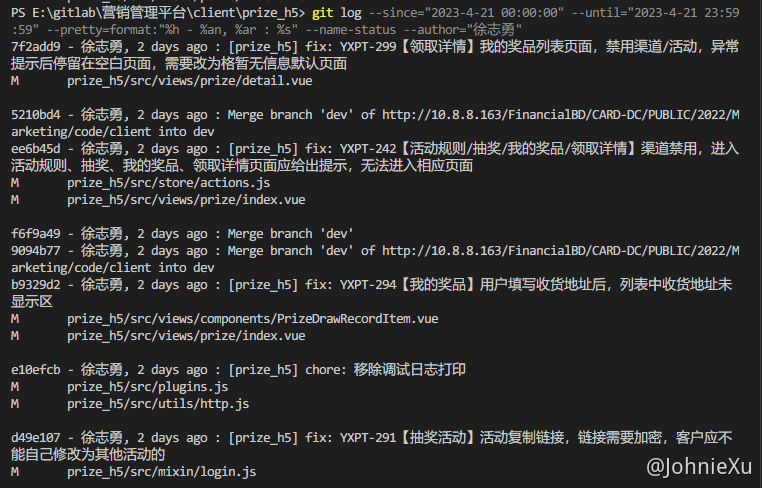 PS E:\gitlab\营销管理平台\client\prize_h5> git log --since="2023-4-21 00:00:00" --until="2023-4-21 23:59
:59" --pretty=format:"%h - %an, %ar : %s" --name-status --author="徐志勇"
7f2add9 - 徐志勇, 2 days ago : [prize_h5] fix: YXPT-299【领取详情】我的奖品列表页面，禁用渠道/活动，异常
提示后停留在空白页面，需要改为格暂无信息默认页面
M       prize_h5/src/views/prize/detail.vue
5210bd4 - 徐志勇, 2 days ago : Merge branch 'dev' of http://10.8.8.163/FinancialBD/CARD-DC/PUBLIC/2022/M
arketing/code/client into dev
ee6b45d - 徐志勇, 2 days ago : [prize_h5] fix: YXPT-242【活动规则/抽奖/我的奖品/领取详情】渠道禁用，进入
活动规则、抽奖、我的奖品、领取详情页面应给出提示，无法进入相应页面
M       prize_h5/src/store/actions.js
M       prize_h5/src/views/prize/index.vue
f6f9a49 - 徐志勇, 2 days ago : Merge branch 'dev'
9094b77 - 徐志勇, 2 days ago : Merge branch 'dev' of http://10.8.8.163/FinancialBD/CARD-DC/PUBLIC/2022/M
arketing/code/client into dev
b9329d2 - 徐志勇, 2 days ago : [prize_h5] fix: YXPT-294【我的奖品】用户填写收货地址后，列表中收货地址未
显示区
M       prize_h5/src/views/components/PrizeDrawRecordItem.vue
M       prize_h5/src/views/prize/index.vue
e10efcb - 徐志勇, 2 days ago : [prize_h5] chore: 移除调试日志打印
M       prize_h5/src/plugins.js
M       prize_h5/src/utils/http.js
d49e107 - 徐志勇, 2 days ago : [prize_h5] fix: YXPT-291【抽奖活动】活动复制链接，链接需要加密，客户应不
能自己修改为其他活动的
M       prize_h5/src/mixin/login.js
@JohnieXu